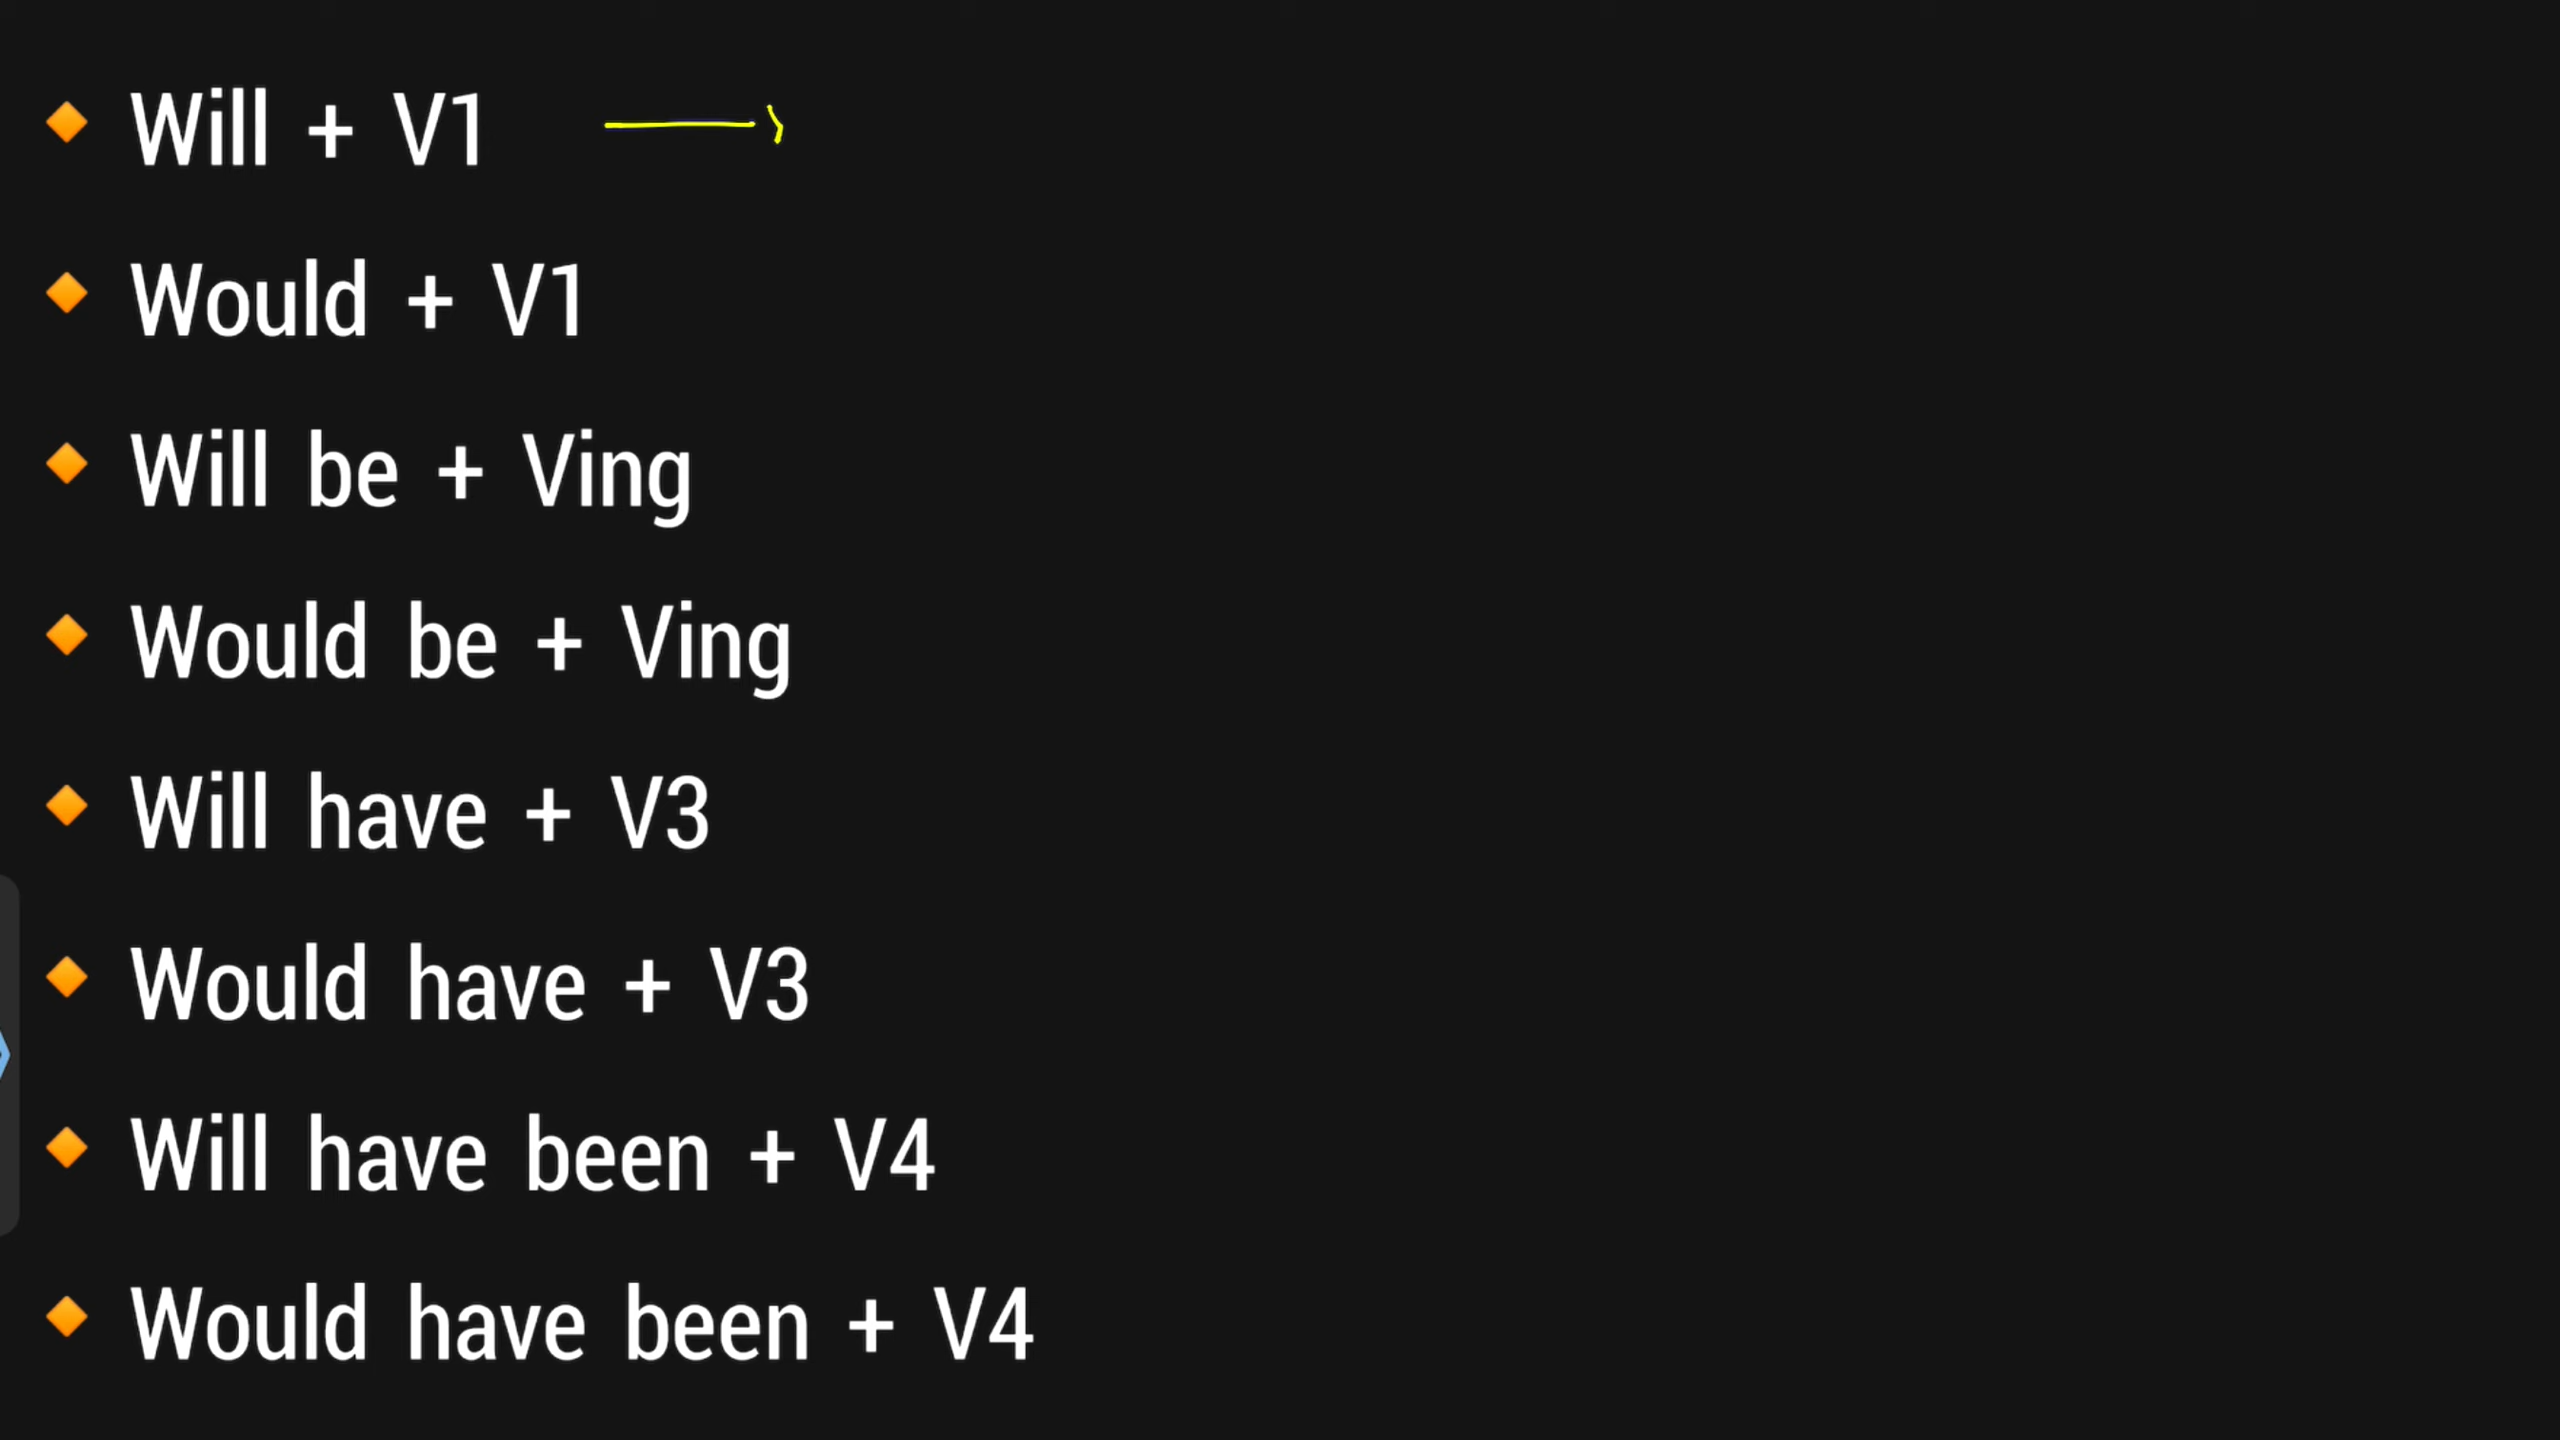 Will + V1
Would + V1
Will be + Ving
Would be + Ving
Will have + V3
Would have + V3
Will have been + V4
Would have been + V4